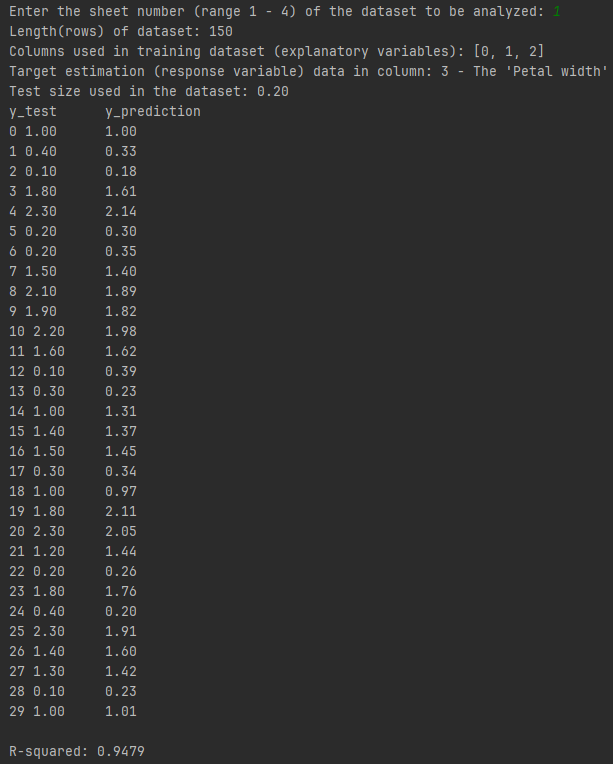 Enter the sheet number (range 1 - 4) of the dataset to be analyzed: 1
Length(rows) of dataset: 150
Columns used in training dataset (explanatory variables): [0, 1, 2]
Target estimation (response variable) data in column: 3 - The 'Petal width'
Test size used in the dataset: 0.20
y_test      y_prediction
0 1.00      1.00
1 0.40      0.33
2 0.10      0.18
3 1.80      1.61
4 2.30      2.14
5 0.20      0.30
6 0.20      0.35
7 1.50      1.40
8 2.10      1.89
9 1.90      1.82
10 2.20     1.98
11 1.60     1.62
12 0.10     0.39
13 0.30     0.23
14 1.00     1.31
15 1.40     1.37
16 1.50     1.45
17 0.30     0.34
18 1.00     0.97
19 1.80     2.11
20 2.30     2.05
21 1.20     1.44
22 0.20     0.26
23 1.80     1.76
24 0.40     0.20
25 2.30     1.91
26 1.40     1.60
27 1.30     1.42
28 0.10     0.23
29 1.00     1.01
R-squared: 0.9479